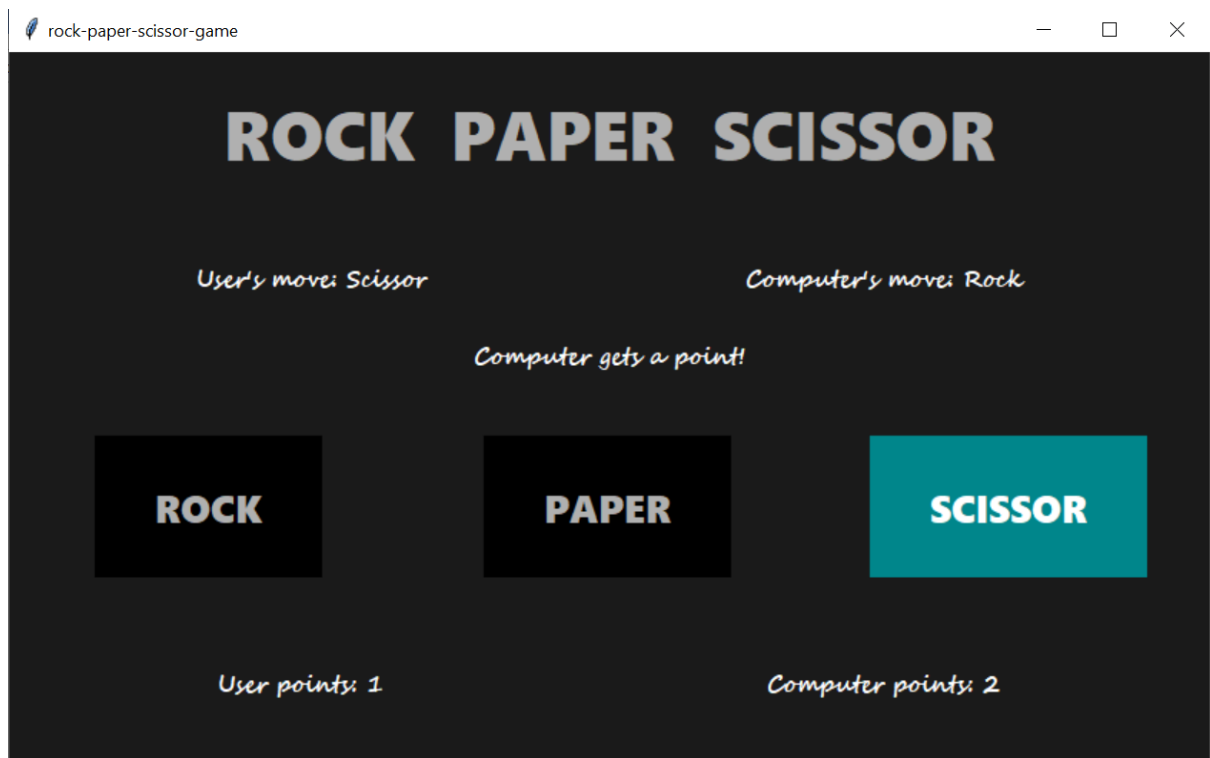 rock-paper-scissor-game
ROCK PAPER SCISSOR
User's move: Scissor
Computer's move: Rock
Computer gets a point!
ROCK
PAPER
SCISSOR
User points: 1
Computer points: 2